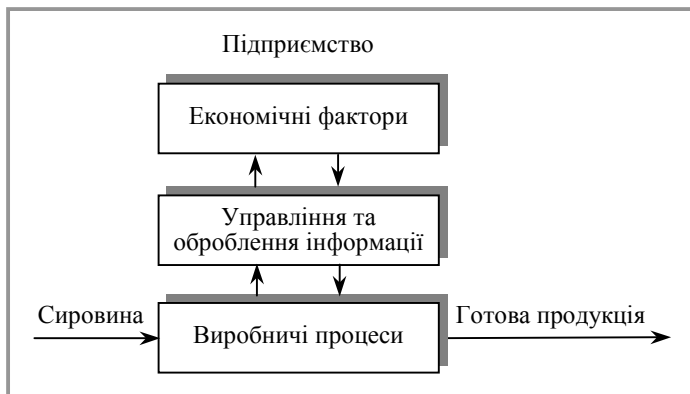 Підприємство
Економічні фактори
Управління та
оброблення інформації
Сировина
Виробничі процеси
Готова продукція